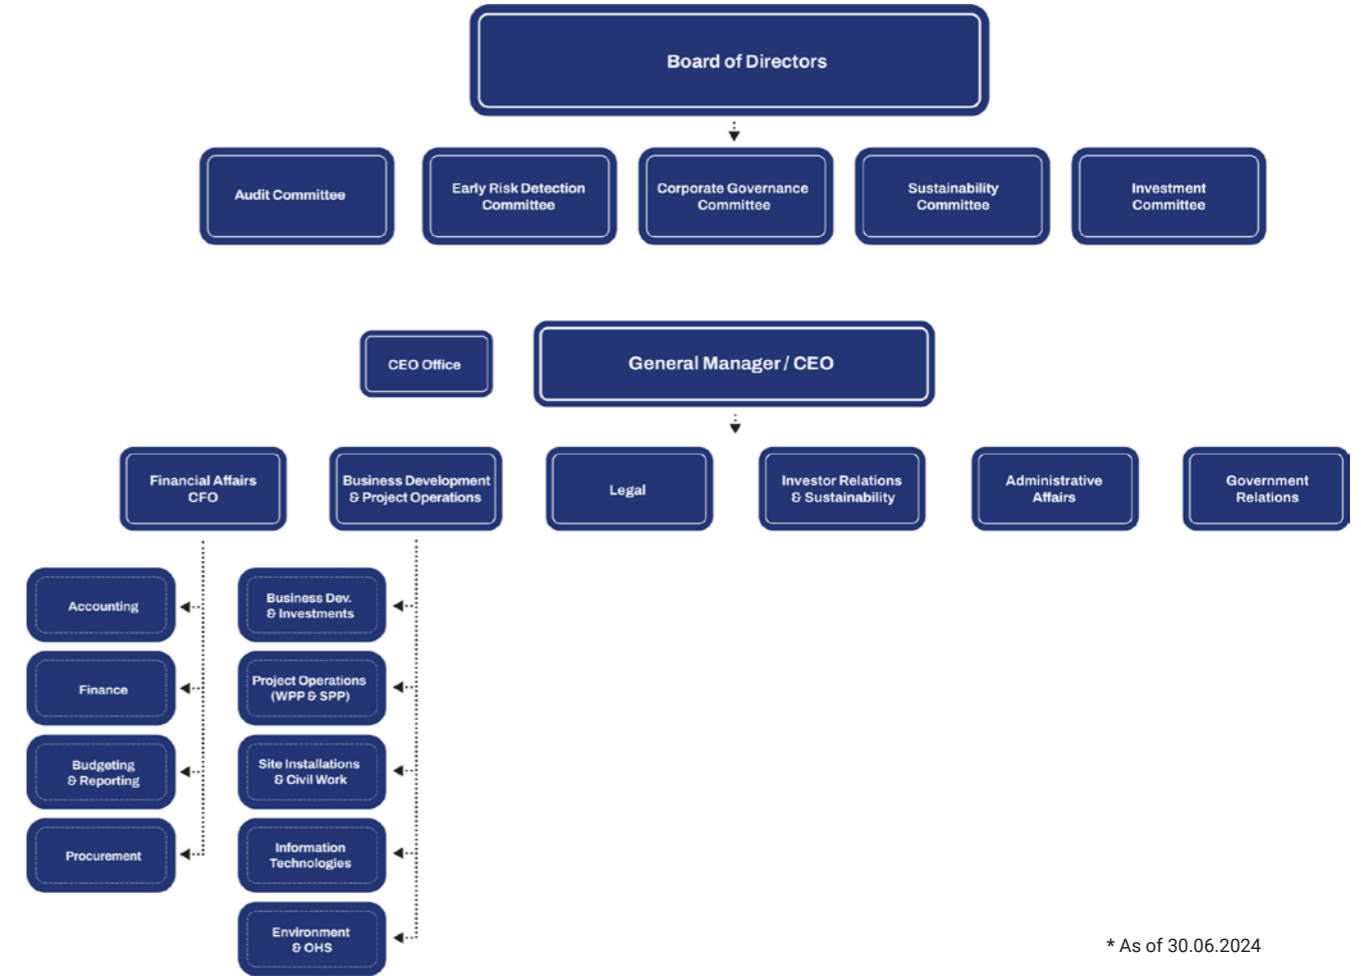 Board of Directors
Audit Committee
Early Risk Detection
Committee
Corporate Governance
Committee
Sustainability
Committee
Investment
Committee
CEO Office
General Manager / CEO
Financial Affairs
CFO
Business Development
& Project Operations
Legal
Investor Relations
& Sustainability
Administrative
Affairs
Government
Relations
Accounting
Finance
Budgeting
& Reporting
Procurement
Business Dev.
& Investments
Project Operations
(WPP & SPP)
Site Installations
& Civil Work
Information
Technologies
Environment
& OHS
* As of 30.06.2024